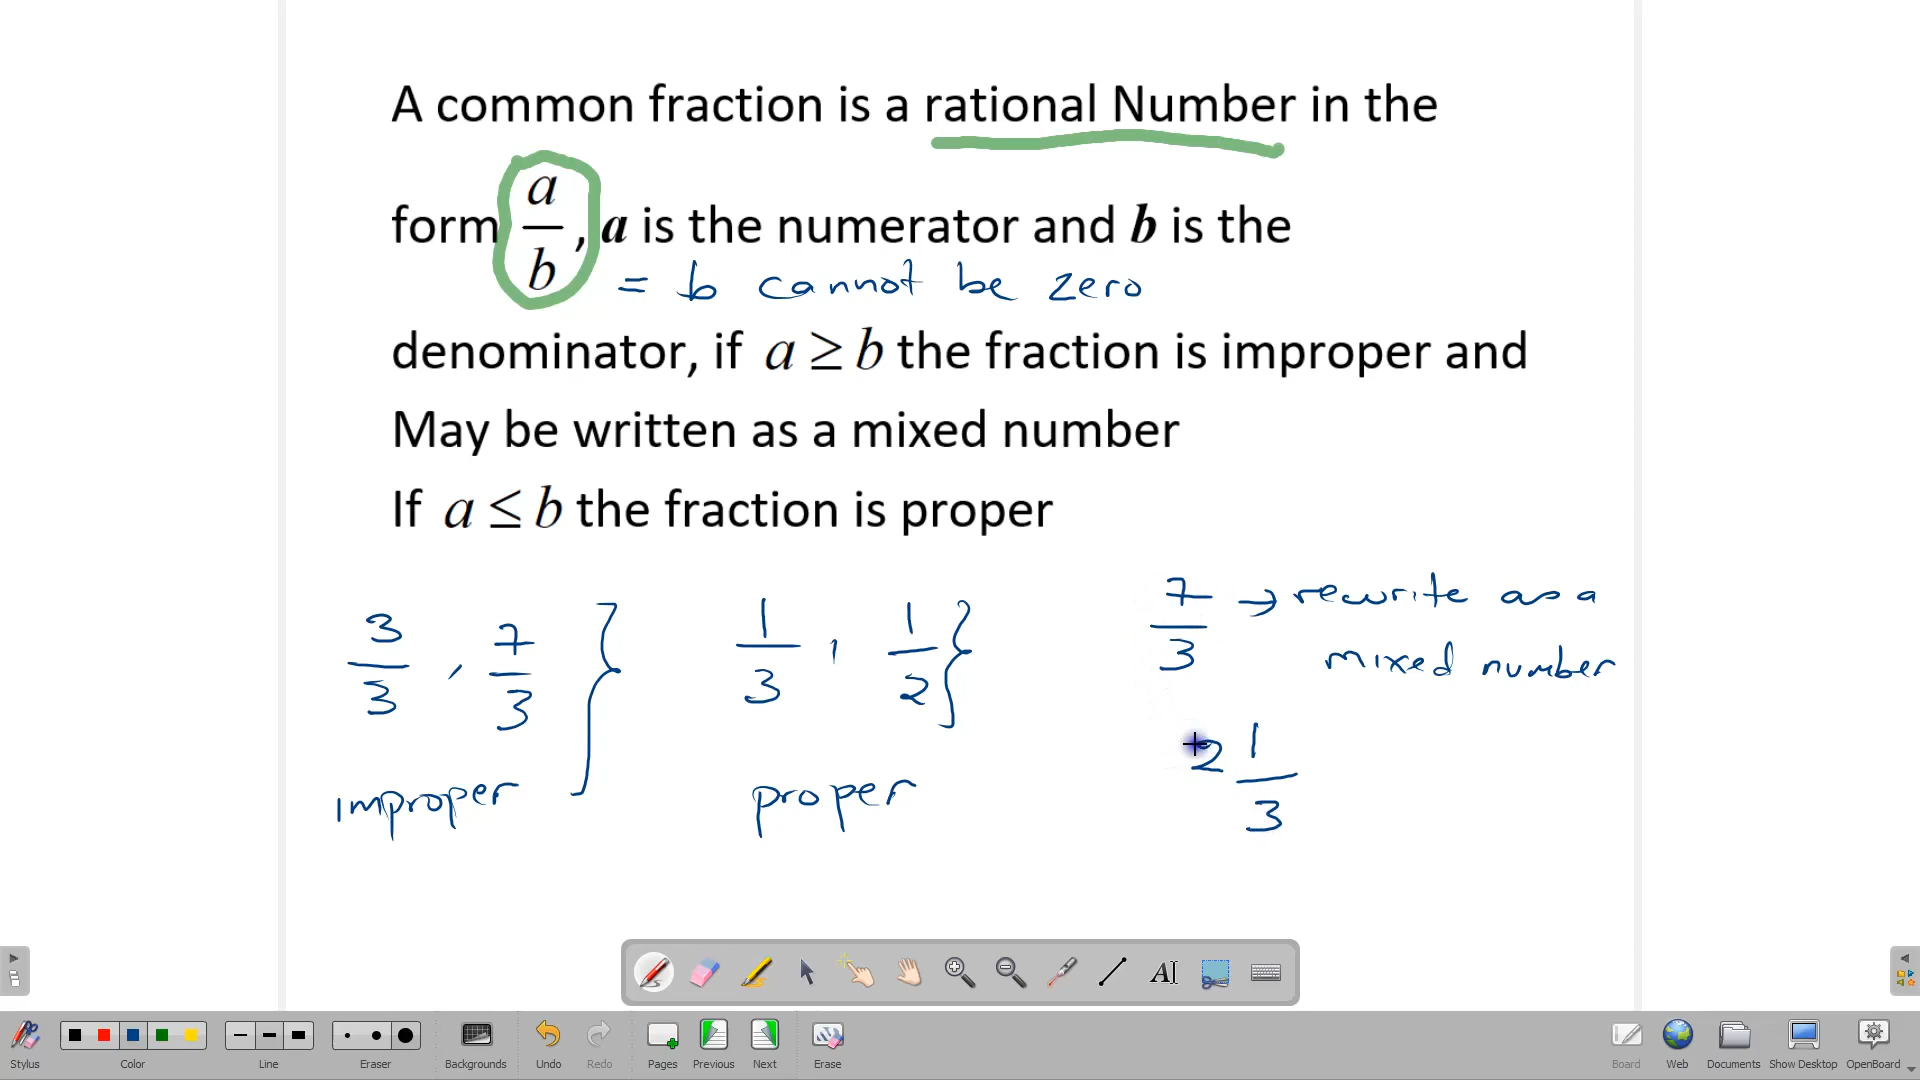 A common fraction is a rational Number in the
form a/b, a is the numerator and b is the
= b cannot be zero
denominator, if a ≥ b the fraction is improper and
May be written as a mixed number
If a ≤ b the fraction is proper
3/3 , 7/3 } 1/3 , 1/2 } 7/3 → rewrite as a
mixed number
2 1/3
improper proper
AI
Stylus Color Line Eraser Backgrounds Undo Redo Pages Previous Next Erase Board Web Documents Show Desktop OpenBoard